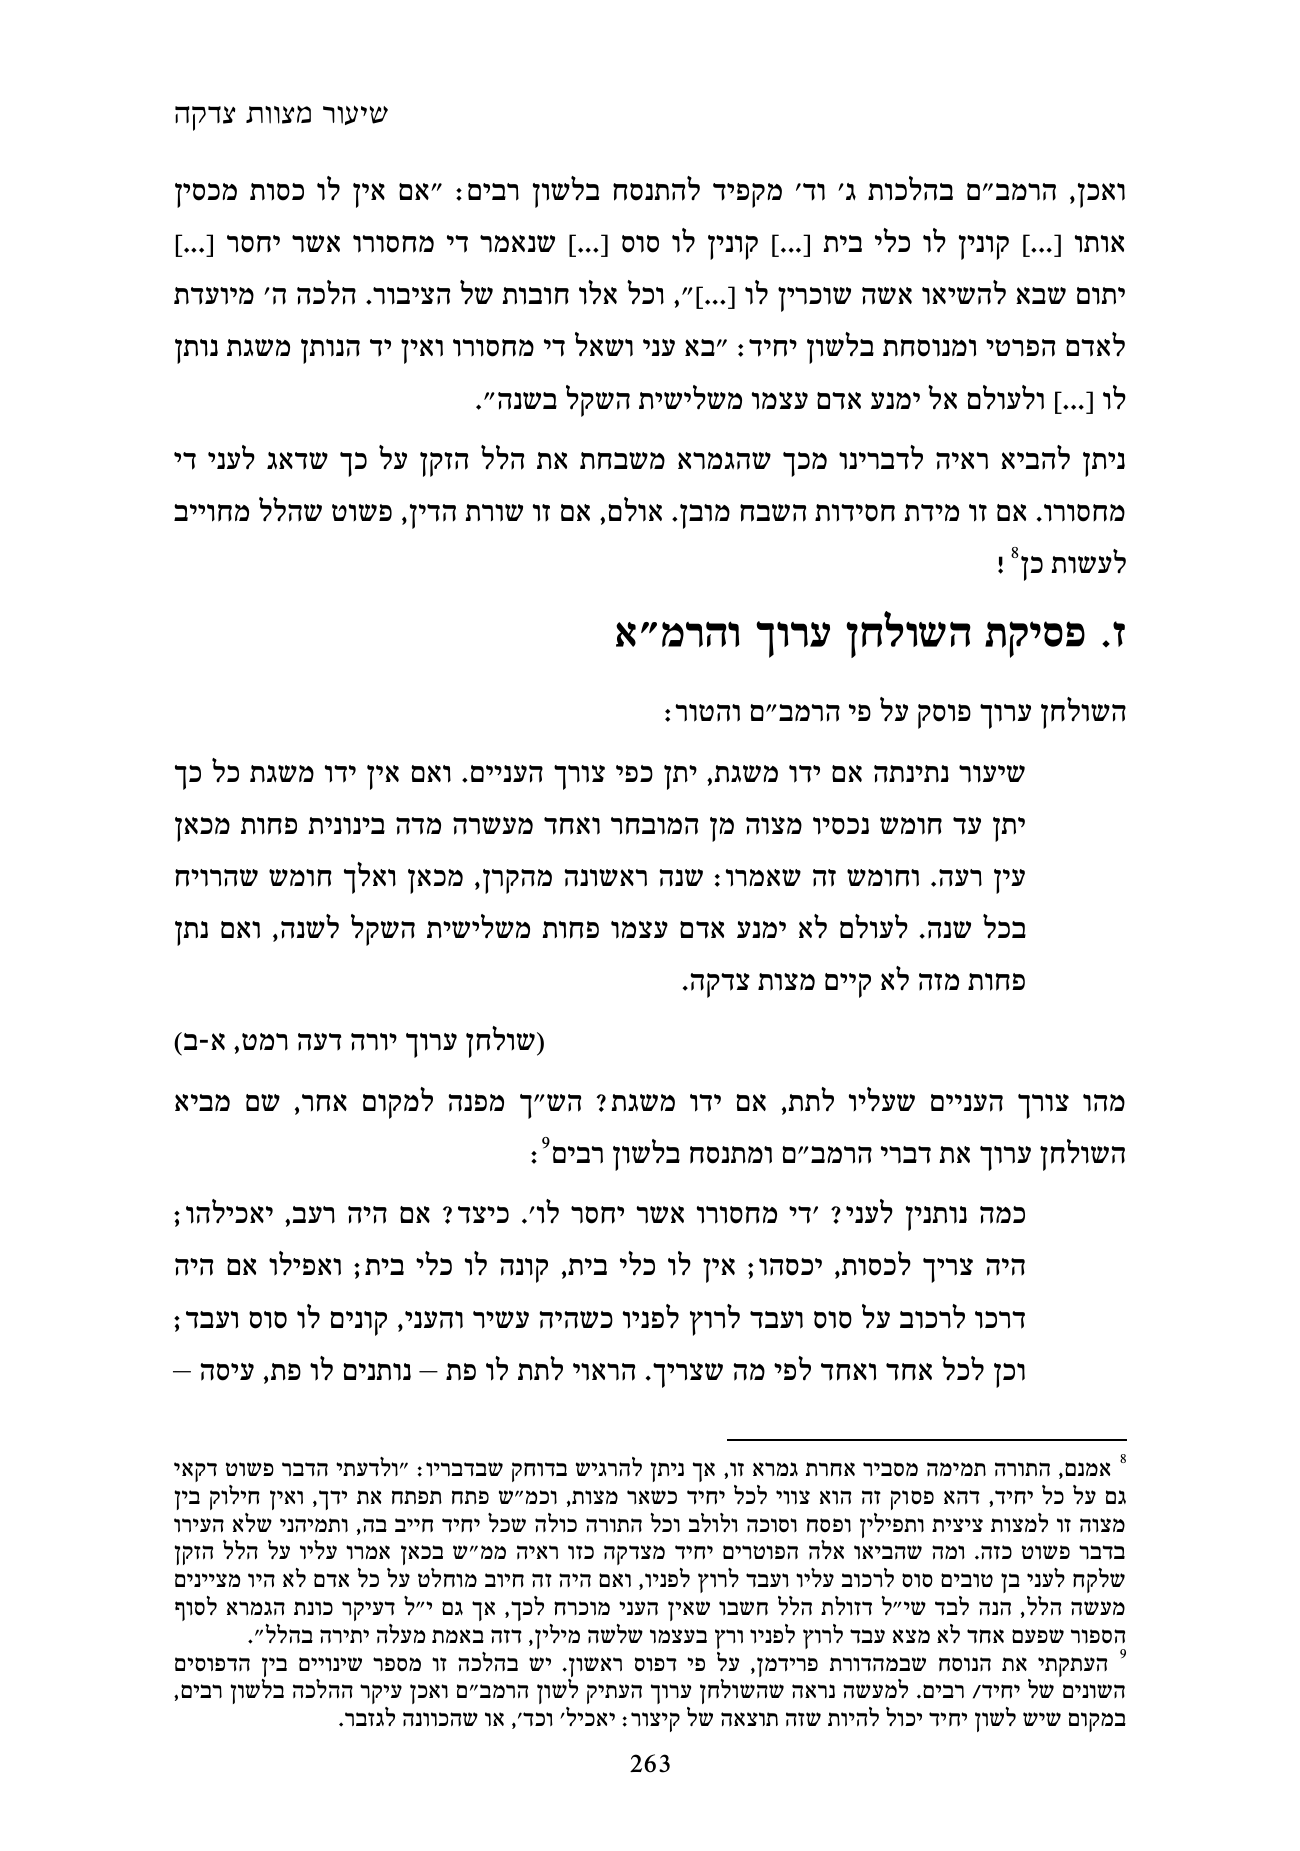 שיעור מצוות צדקה
ואכן, הרמב״ם בהלכות ג׳ וד׳ מקפיד להתנסח בלשון רבים: ״אם אין לו כסות מכסין
אותו [...] קונין לו כלי בית [...] קונין לו סוס [...] שנאמר די מחסורו אשר יחסר [...]
יתום שבא להשיאו אשה שוכרין לו [...]״, וכל אלו חובות של הציבור. הלכה ה׳ מיועדת
לאדם הפרטי ומנוסחת בלשון יחיד: ״בא עני ושאל די מחסורו ואין יד הנותן משגת נותן
לו [...] ולעולם אל ימנע אדם עצמו משלישית השקל בשנה״.
ניתן להביא ראיה לדברינו מכך שהגמרא משבחת את הלל הזקן על כך שדאג לעני די
מחסורו. אם זו מידת חסידות השבח מובן. אולם, אם זו שורת הדין, פשוט שהלל מחוייב
לעשות כן8!
ז. פסיקת השולחן ערוך והרמ״א
השולחן ערוך פוסק על פי הרמב״ם והטור:
שיעור נתינתה אם ידו משגת, יתן כפי צורך העניים. ואם אין ידו משגת כל כך
יתן עד חומש נכסיו מצוה מן המובחר ואחד מעשרה מדה בינונית פחות מכאן
עין רעה. וחומש זה שאמרו: שנה ראשונה מהקרן, מכאן ואלך חומש שהרויח
בכל שנה. לעולם לא ימנע אדם עצמו פחות משלישית השקל לשנה, ואם נתן
פחות מזה לא קיים מצות צדקה.
(שולחן ערוך יורה דעה רמט, א-ב)
מהו צורך העניים שעליו לתת, אם ידו משגת? הש״ך מפנה למקום אחר, שם מביא
השולחן ערוך את דברי הרמב״ם ומתנסח בלשון רבים9:
כמה נותנין לעני? ׳די מחסורו אשר יחסר לו׳. כיצד? אם היה רעב, יאכילהו;
היה צריך לכסות, יכסהו; אין לו כלי בית, קונה לו כלי בית; ואפילו אם היה
דרכו לרכוב על סוס ועבד לרוץ לפניו כשהיה עשיר והעני, קונים לו סוס ועבד;
וכן לכל אחד ואחד לפי מה שצריך. הראוי לתת לו פת – נותנים לו פת, עיסה –
8 אמנם, התורה תמימה מסביר אחרת גמרא זו, אך ניתן להרגיש בדוחק שבדבריו: ״ולדעתי הדבר פשוט דקאי
גם על כל יחיד, דהא פסוק זה הוא צווי לכל יחיד כשאר מצות, וכמ״ש פתח תפתח את ידך, ואין חילוק בין
מצוה זו למצות ציצית ותפילין ופסח וסוכה ולולב וכל התורה כולה שכל יחיד חייב בה, ותמיהני שלא העירו
בדבר פשוט כזה. ומה שהביאו אלה הפוטרים יחיד מצדקה כזו ראיה ממ״ש בכאן אמרו עליו על הלל הזקן
שלקח לעני בן טובים סוס לרכוב עליו ועבד לרוץ לפניו, ואם היה זה חיוב מוחלט על כל אדם לא היו מציינים
מעשה הלל, הנה לבד שי״ל דזולת הלל חשבו שאין העני מוכרח לכך, אך גם י״ל דעיקר כונת הגמרא לסוף
הספור שפעם אחד לא מצא עבד לרוץ לפניו ורץ בעצמו שלשה מילין, דזה באמת מעלה יתירה בהלל״.
9 העתקתי את הנוסח שבמהדורת פרידמן, על פי דפוס ראשון. יש בהלכה זו מספר שינויים בין הדפוסים
השונים של יחיד/ רבים. למעשה נראה שהשולחן ערוך העתיק לשון הרמב״ם ואכן עיקר ההלכה בלשון רבים,
במקום שיש לשון יחיד יכול להיות שזה תוצאה של קיצור: יאכיל׳ וכד׳, או שהכוונה לגזבר.
263